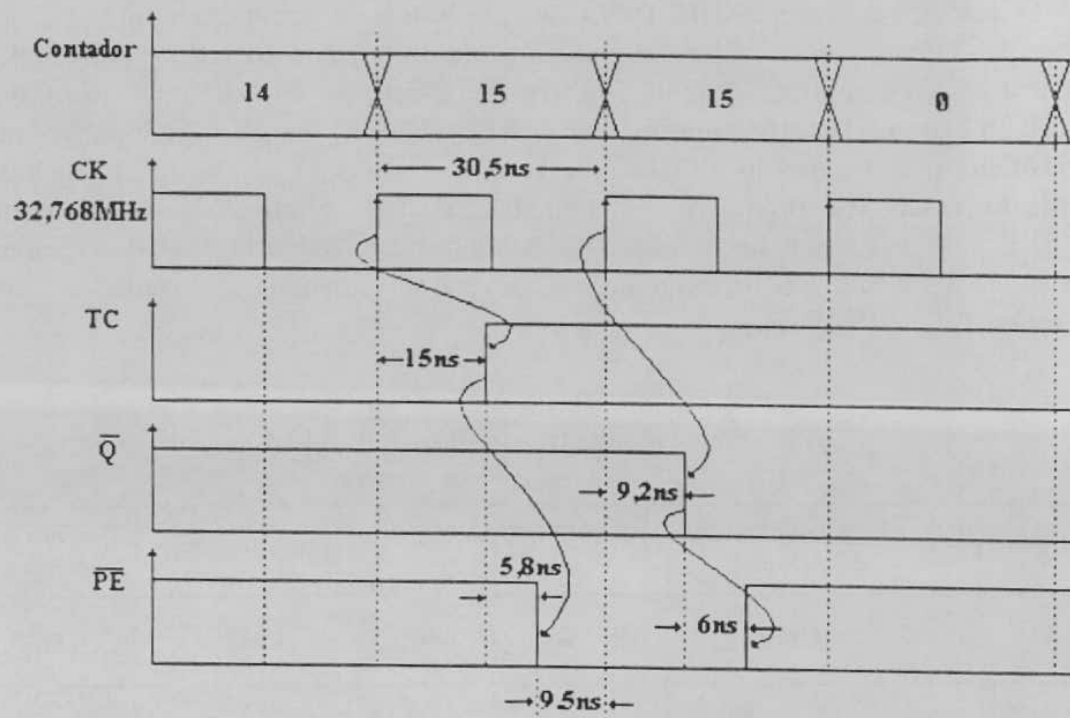 Contador
14
15
15
0
CK
32,768MHz
30,5ns
TC
15ns
Q̅
9,2ns
P̅E̅
5,8ns
6ns
9.5ns